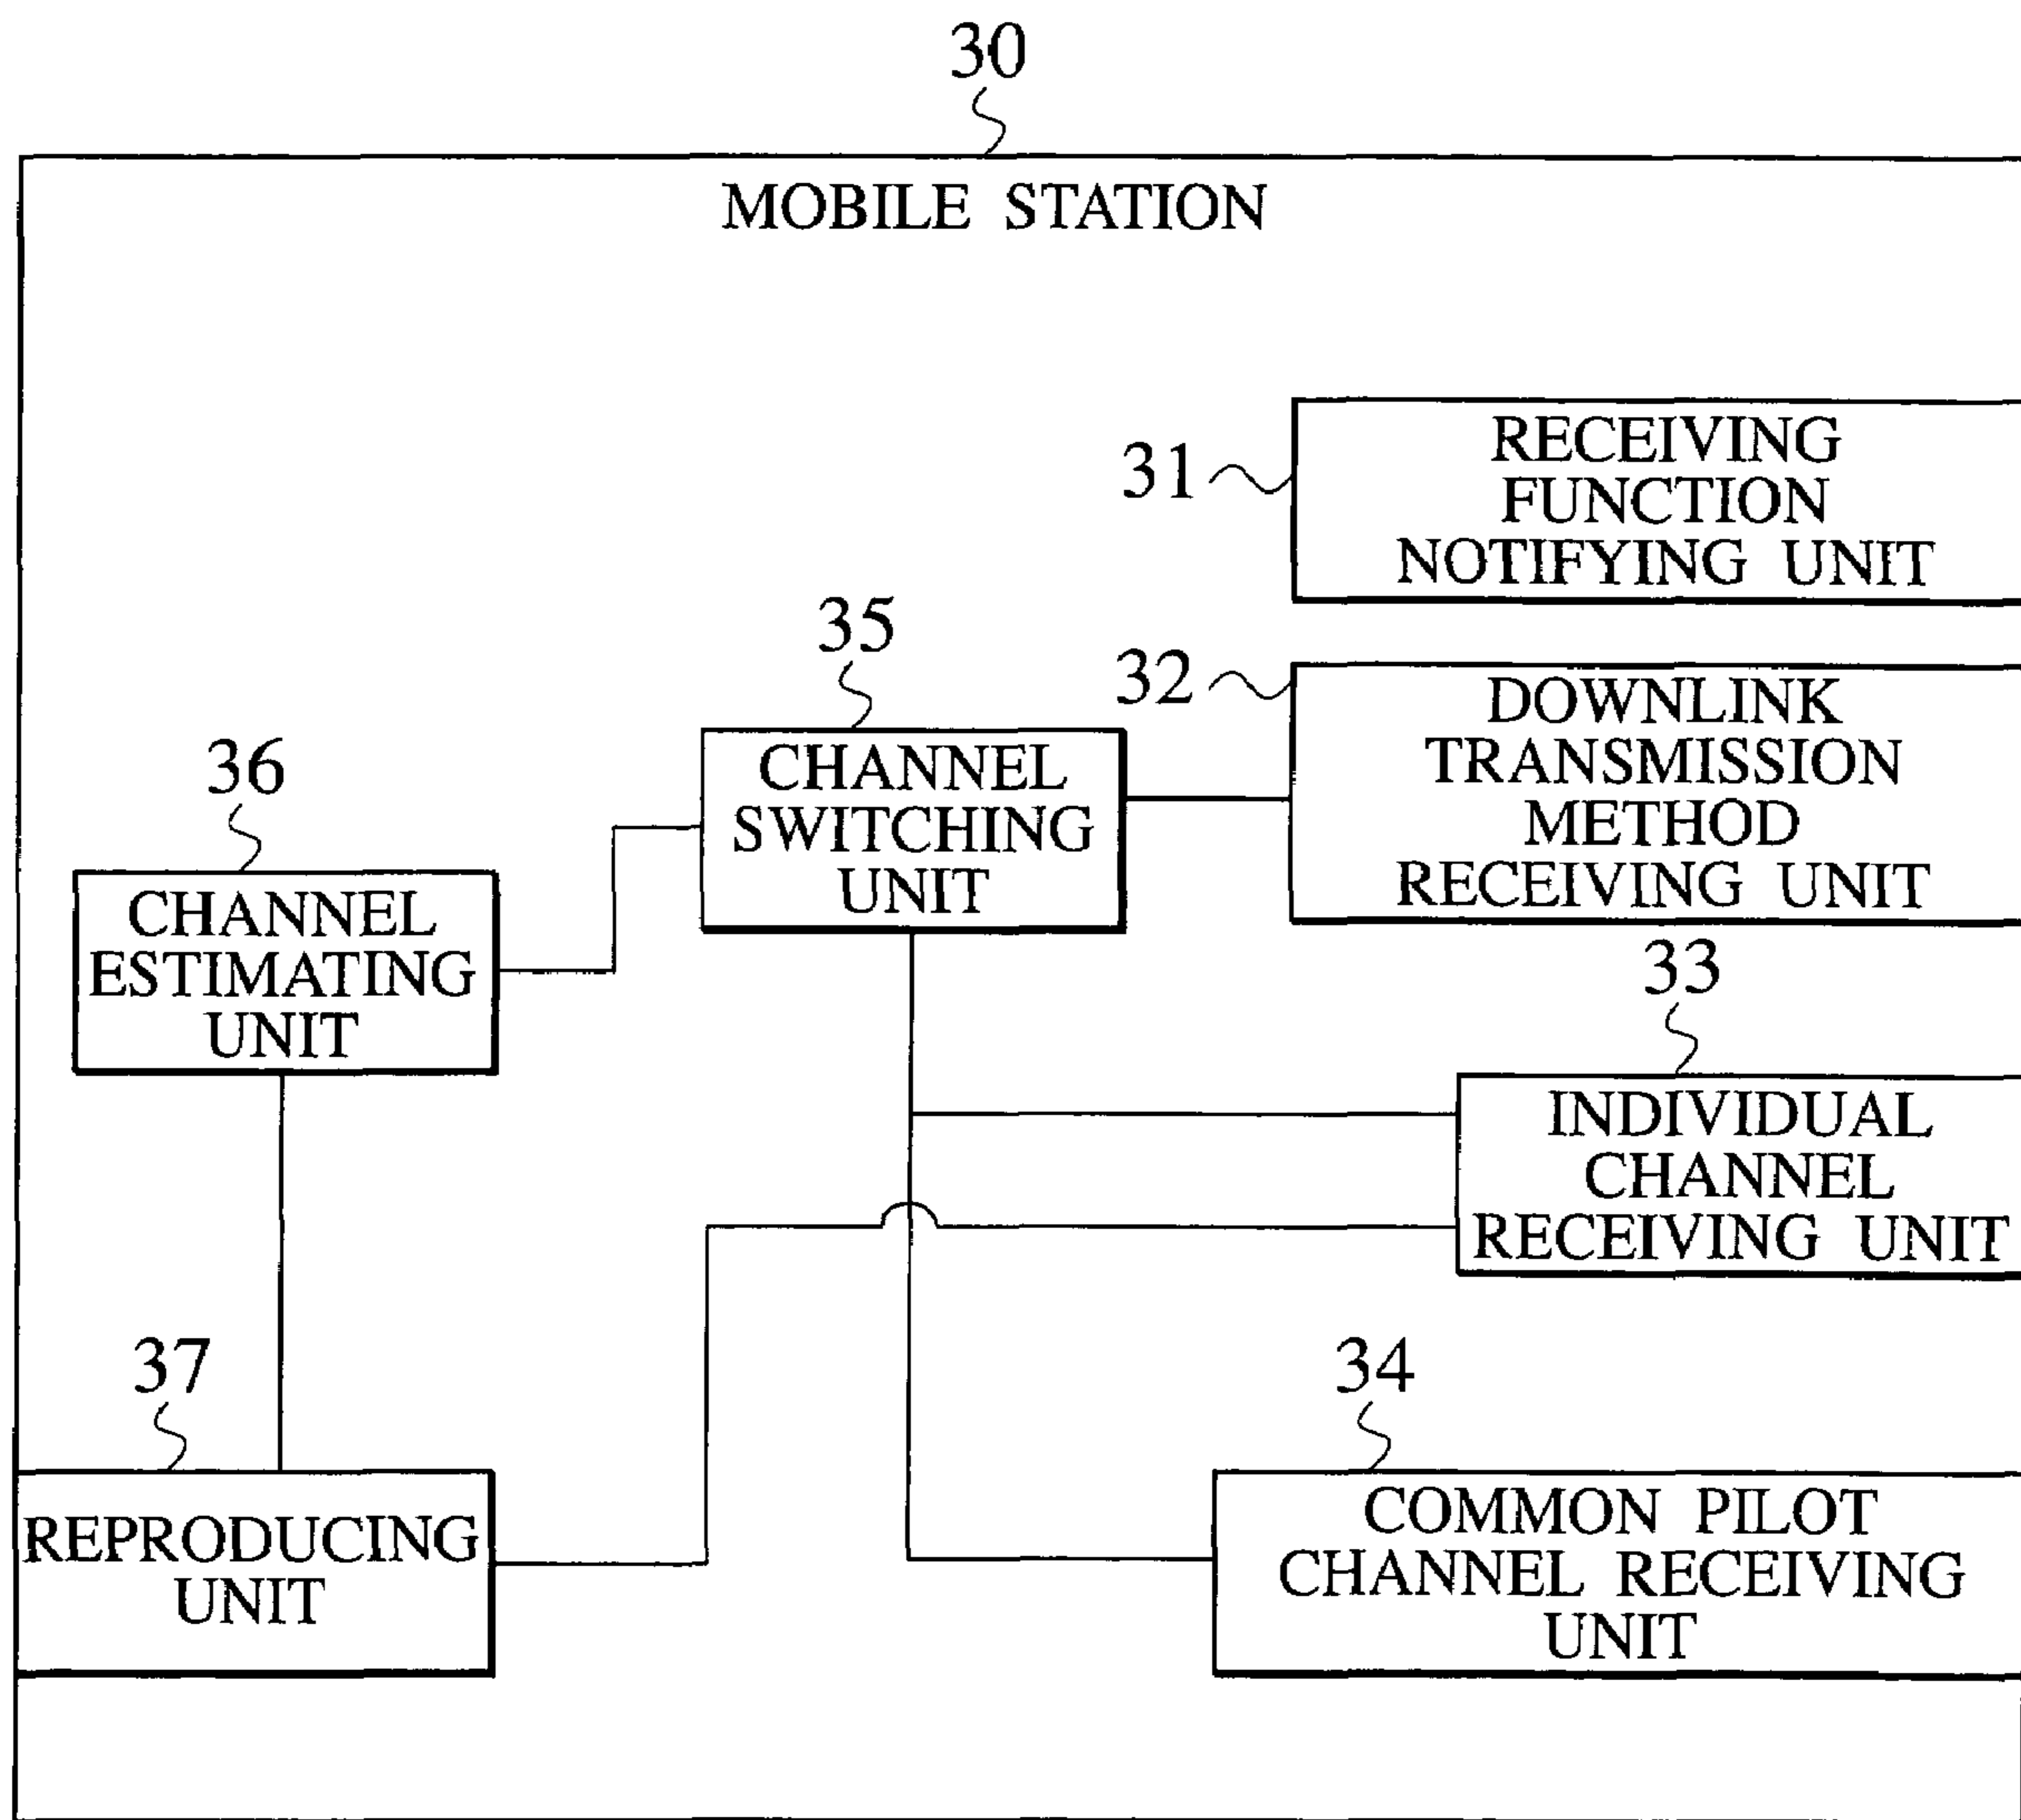 30
MOBILE STATION
31
RECEIVING
FUNCTION
NOTIFYING UNIT
32
DOWNLINK
TRANSMISSION
METHOD
RECEIVING UNIT
35
CHANNEL
SWITCHING
UNIT
36
CHANNEL
ESTIMATING
UNIT
33
INDIVIDUAL
CHANNEL
RECEIVING UNIT
37
REPRODUCING
UNIT
34
COMMON PILOT
CHANNEL RECEIVING
UNIT